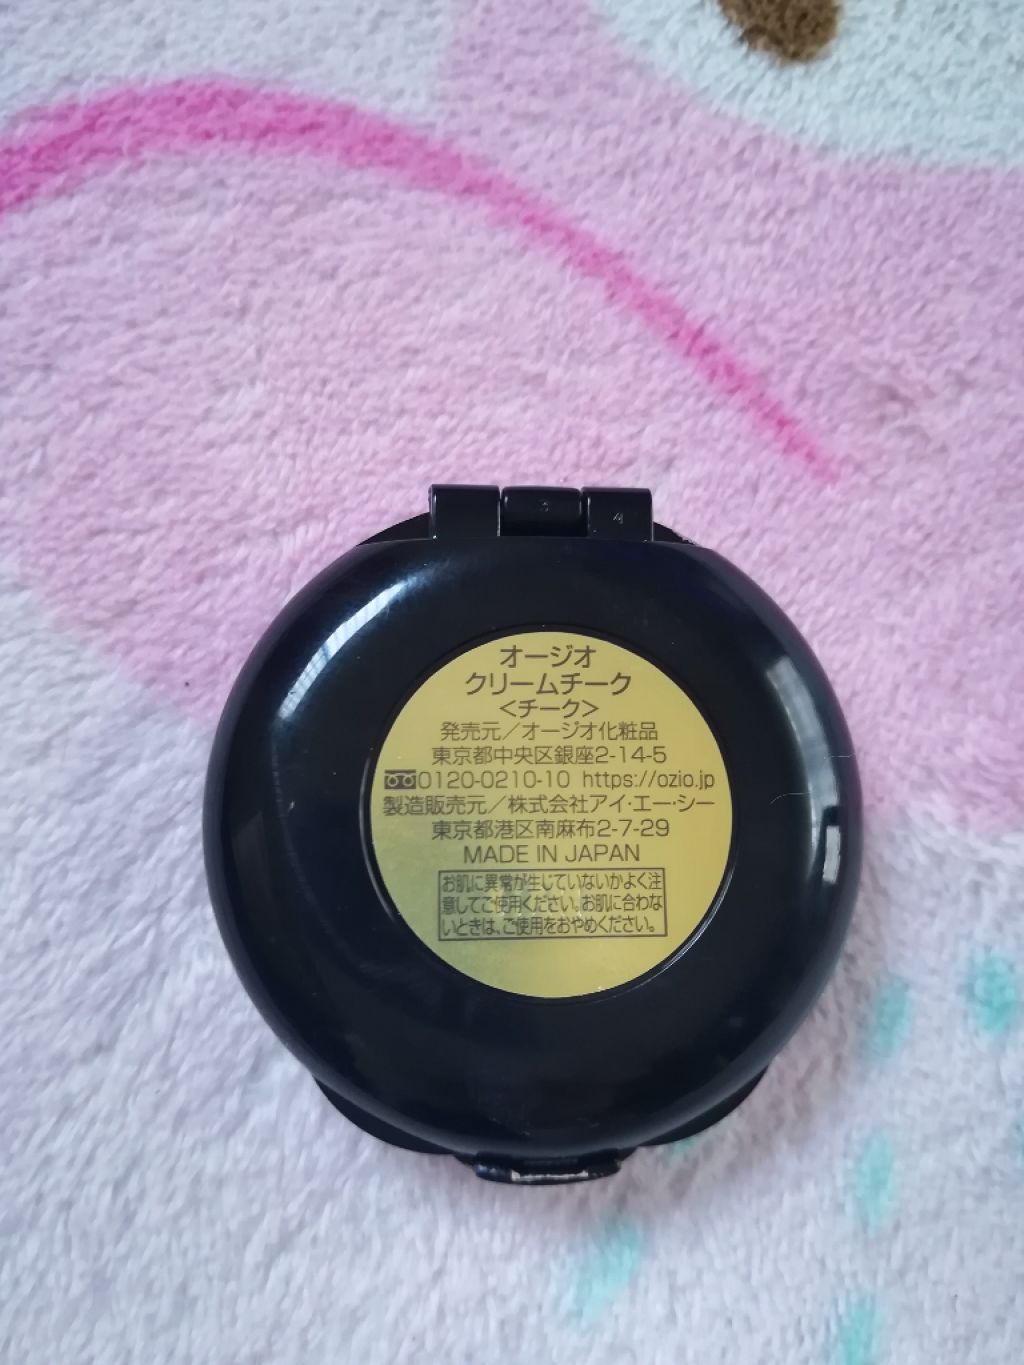 オージオ
クリームチーク
<チーク>
発売元／オージオ化粧品
東京都中央区銀座2-14-5
0120-0210-10 https://ozio.jp
製造販売元／株式会社アイ・エー・シー
東京都港区南麻布2-7-29
MADE IN JAPAN
お肌に異常が生じていないかよく注
意してご使用ください。お肌に合わな
いときは、ご使用をおやめください。